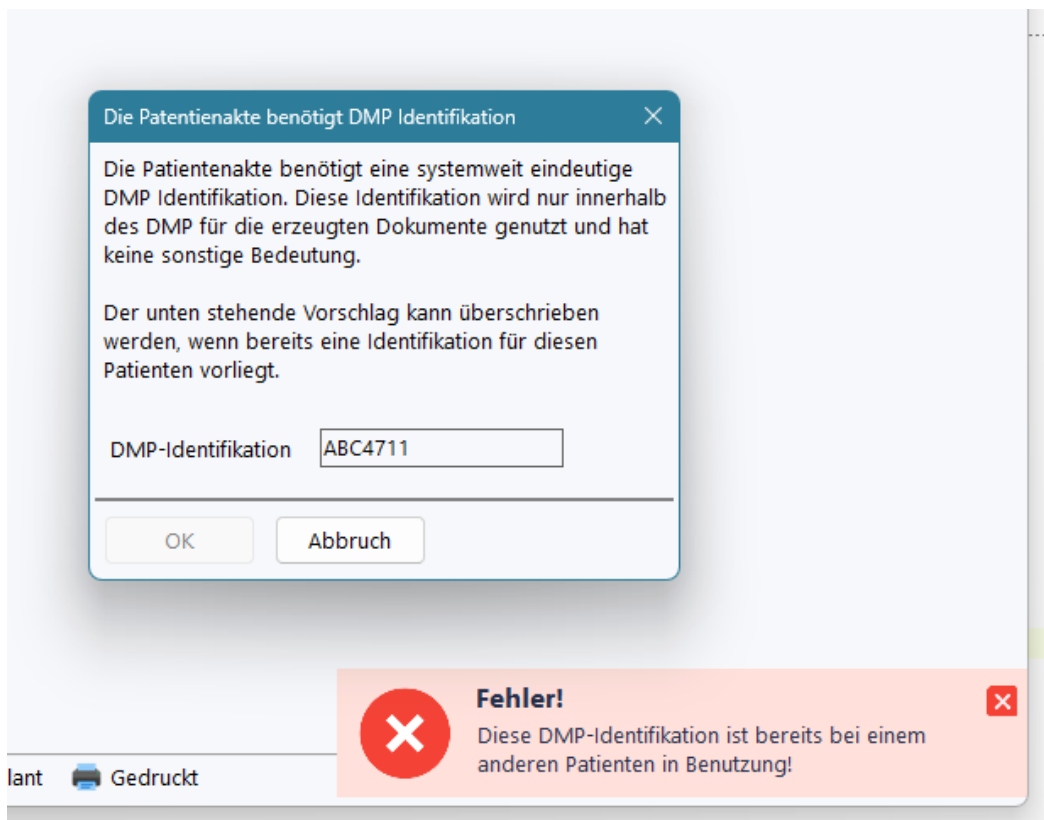 Die Patentienakte benötigt DMP Identifikation
Die Patientenakte benötigt eine systemweit eindeutige
DMP Identifikation. Diese Identifikation wird nur innerhalb
des DMP für die erzeugten Dokumente genutzt und hat
keine sonstige Bedeutung.
Der unten stehende Vorschlag kann überschrieben
werden, wenn bereits eine Identifikation für diesen
Patienten vorliegt.
DMP-Identifikation ABC4711
OK Abbruch
Fehler!
Diese DMP-Identifikation ist bereits bei einem
anderen Patienten in Benutzung!
lant Gedruckt